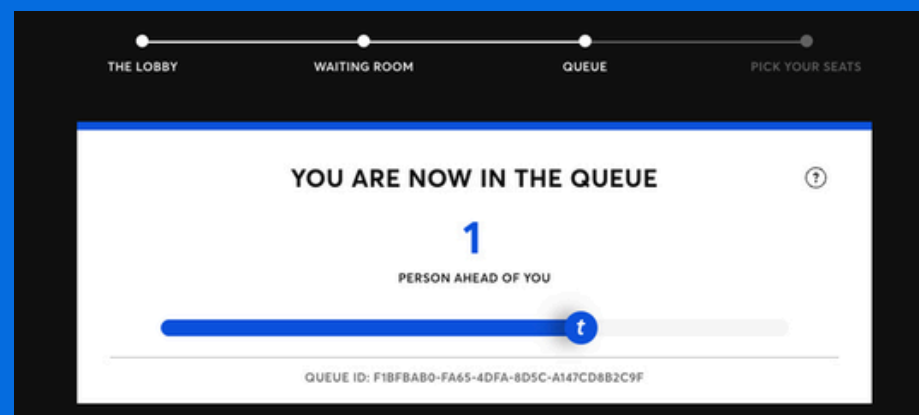 THE LOBBY WAITING ROOM QUEUE PICK YOUR SEATS
YOU ARE NOW IN THE QUEUE ?
1
PERSON AHEAD OF YOU
t
QUEUE ID: F1BFBAB0-FA65-4DFA-8D5C-A147CD8B2C9F